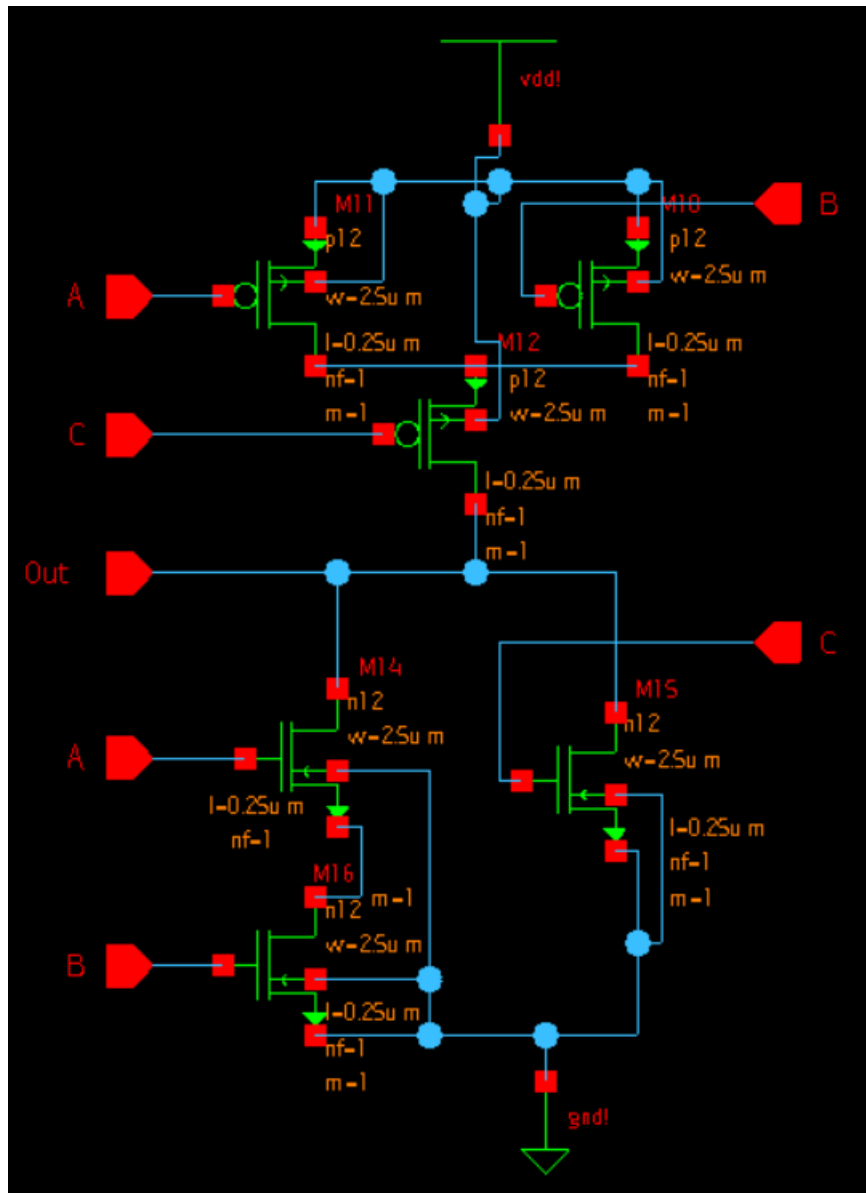 vdd!
M11
M10
B
p12
p12
A
w=2.5u m
w=2.5u m
l=0.25u m
l=0.25u m
M12
nf=1
p12
nf=1
m=1
w=2.5u m
m=1
C
l=0.25u m
nf=1
m=1
Out
C
M14
M15
n12
n12
w=2.5u m
w=2.5u m
A
l=0.25u m
l=0.25u m
nf=1
nf=1
M16
m=1
m=1
n12
w=2.5u m
B
l=0.25u m
nf=1
m=1
gnd!